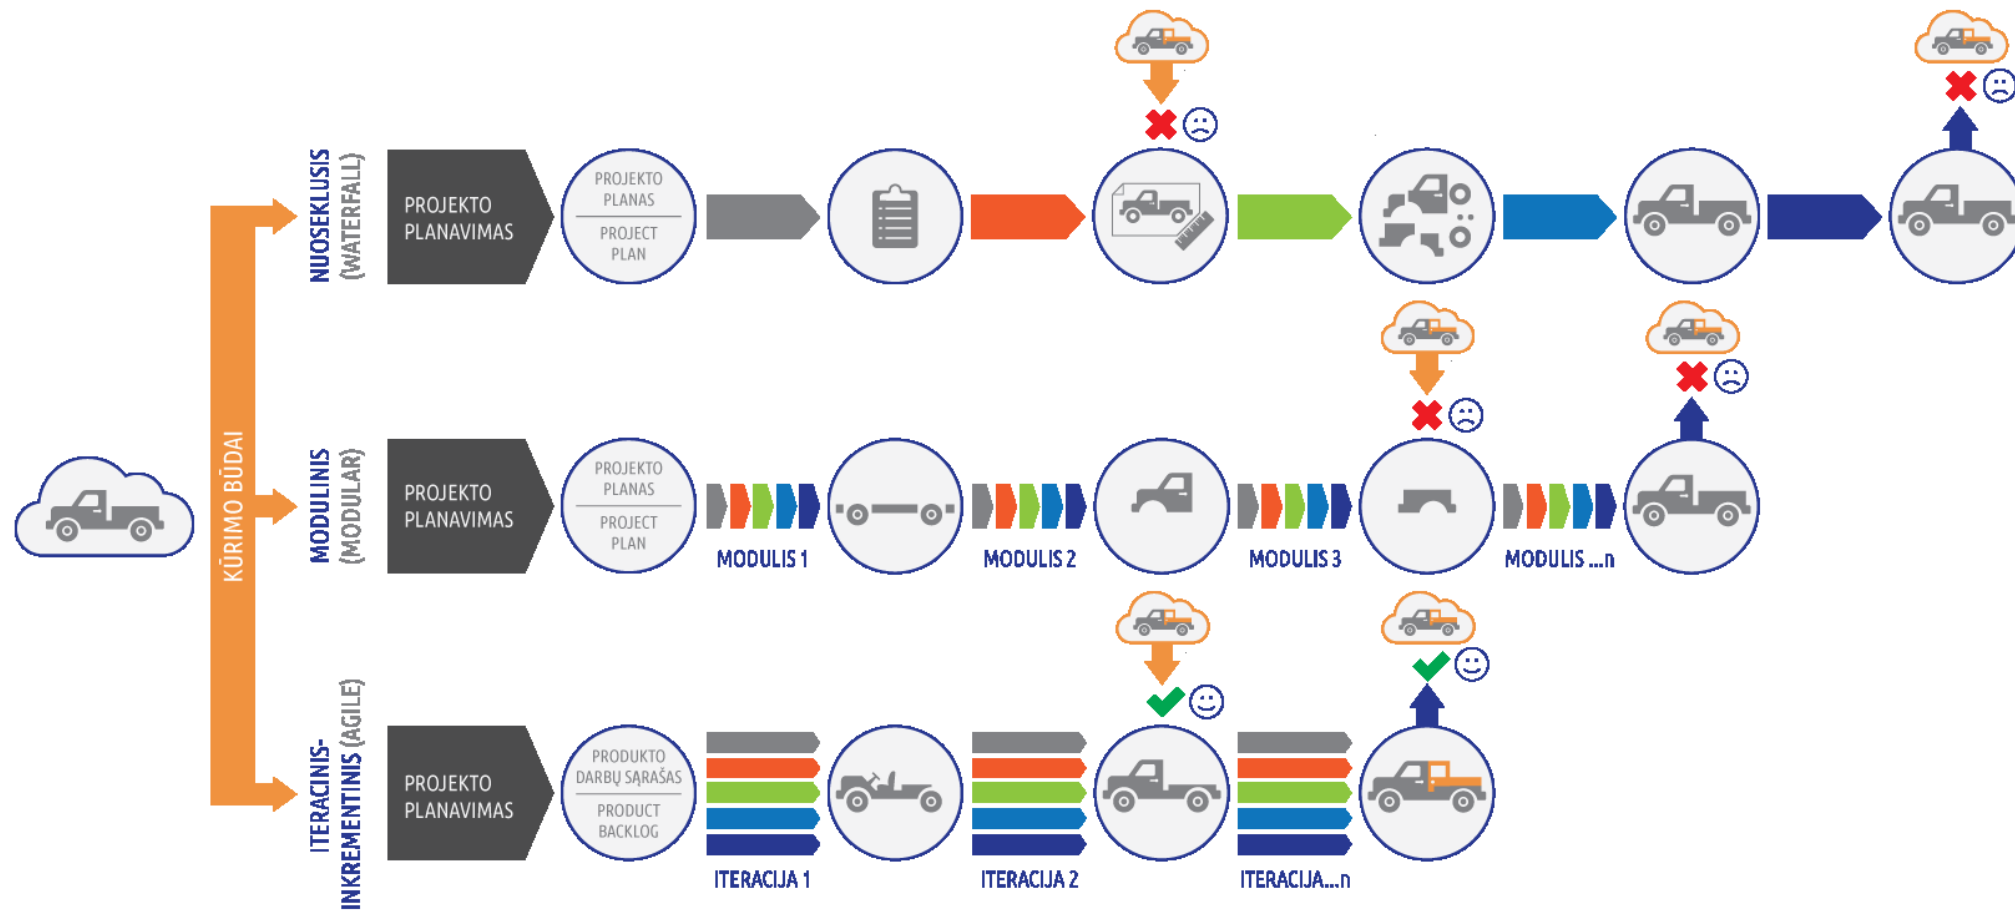 KŪRIMO BŪDAI
NUOSEKLUSIS
(WATERFALL)
PROJEKTO
PLANAVIMAS
PROJEKTO
PLANAS
PROJECT
PLAN
MODULINIS
(MODULAR)
PROJEKTO
PLANAVIMAS
PROJEKTO
PLANAS
PROJECT
PLAN
MODULIS 1
MODULIS 2
MODULIS 3
MODULIS ...n
ITERACINIS-
INKREMENTINIS (AGILE)
PROJEKTO
PLANAVIMAS
PRODUKTO
DARBŲ SĄRAŠAS
PRODUCT
BACKLOG
ITERACIJA 1
ITERACIJA 2
ITERACIJA...n